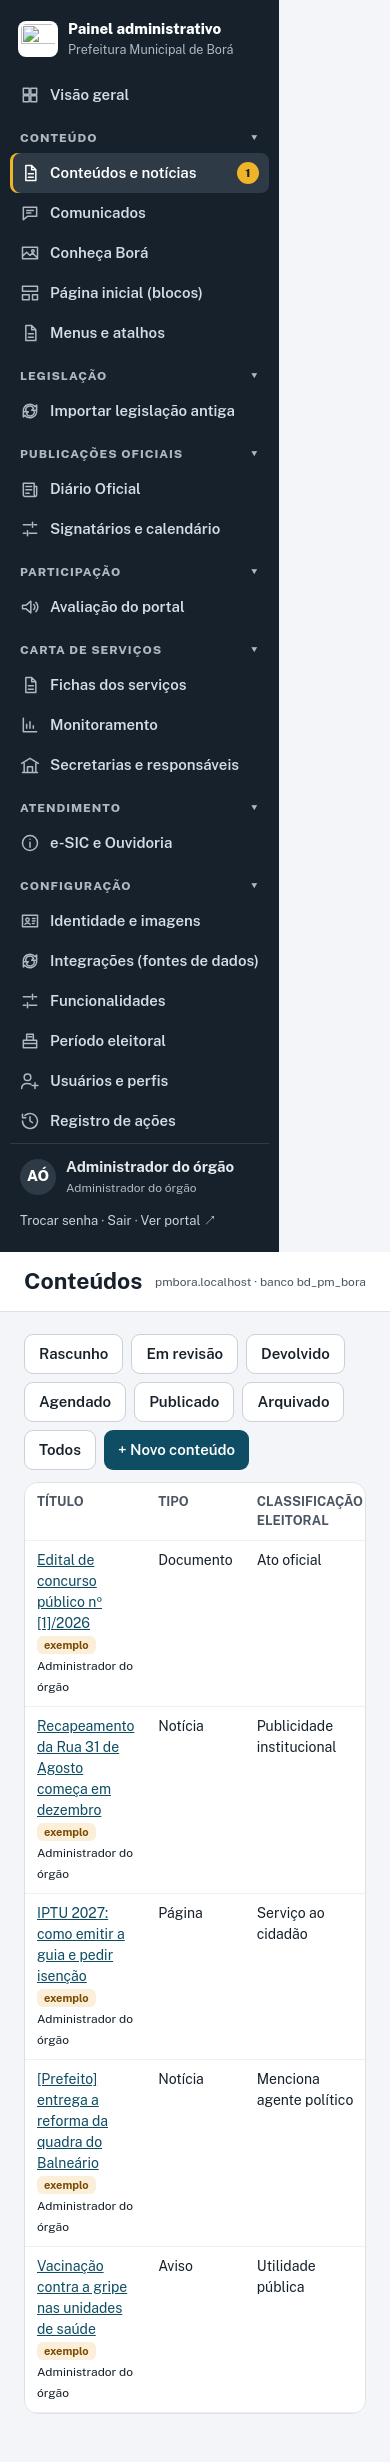 Painel administrativo
Prefeitura Municipal de Borá
Visão geral
CONTEÚDO ▾
Conteúdos e notícias 1
Comunicados
Conheça Borá
Página inicial (blocos)
Menus e atalhos
LEGISLAÇÃO ▾
Importar legislação antiga
PUBLICAÇÕES OFICIAIS ▾
Diário Oficial
Signatários e calendário
PARTICIPAÇÃO ▾
Avaliação do portal
CARTA DE SERVIÇOS ▾
Fichas dos serviços
Monitoramento
Secretarias e responsáveis
ATENDIMENTO ▾
e-SIC e Ouvidoria
CONFIGURAÇÃO ▾
Identidade e imagens
Integrações (fontes de dados)
Funcionalidades
Período eleitoral
Usuários e perfis
Registro de ações
AÓ Administrador do órgão
Administrador do órgão
Trocar senha · Sair · Ver portal ↗
Conteúdos pmbora.localhost · banco bd_pm_bora
Rascunho Em revisão Devolvido
Agendado Publicado Arquivado
Todos + Novo conteúdo
TÍTULO TIPO CLASSIFICAÇÃO
ELEITORAL
Edital de Documento Ato oficial
concurso
público nº
[1]/2026
exemplo
Administrador do
órgão
Recapeamento Notícia Publicidade
da Rua 31 de institucional
Agosto
começa em
dezembro
exemplo
Administrador do
órgão
IPTU 2027: Página Serviço ao
como emitir a cidadão
guia e pedir
isenção
exemplo
Administrador do
órgão
[Prefeito] Notícia Menciona
entrega a agente político
reforma da
quadra do
Balneário
exemplo
Administrador do
órgão
Vacinação Aviso Utilidade
contra a gripe pública
nas unidades
de saúde
exemplo
Administrador do
órgão